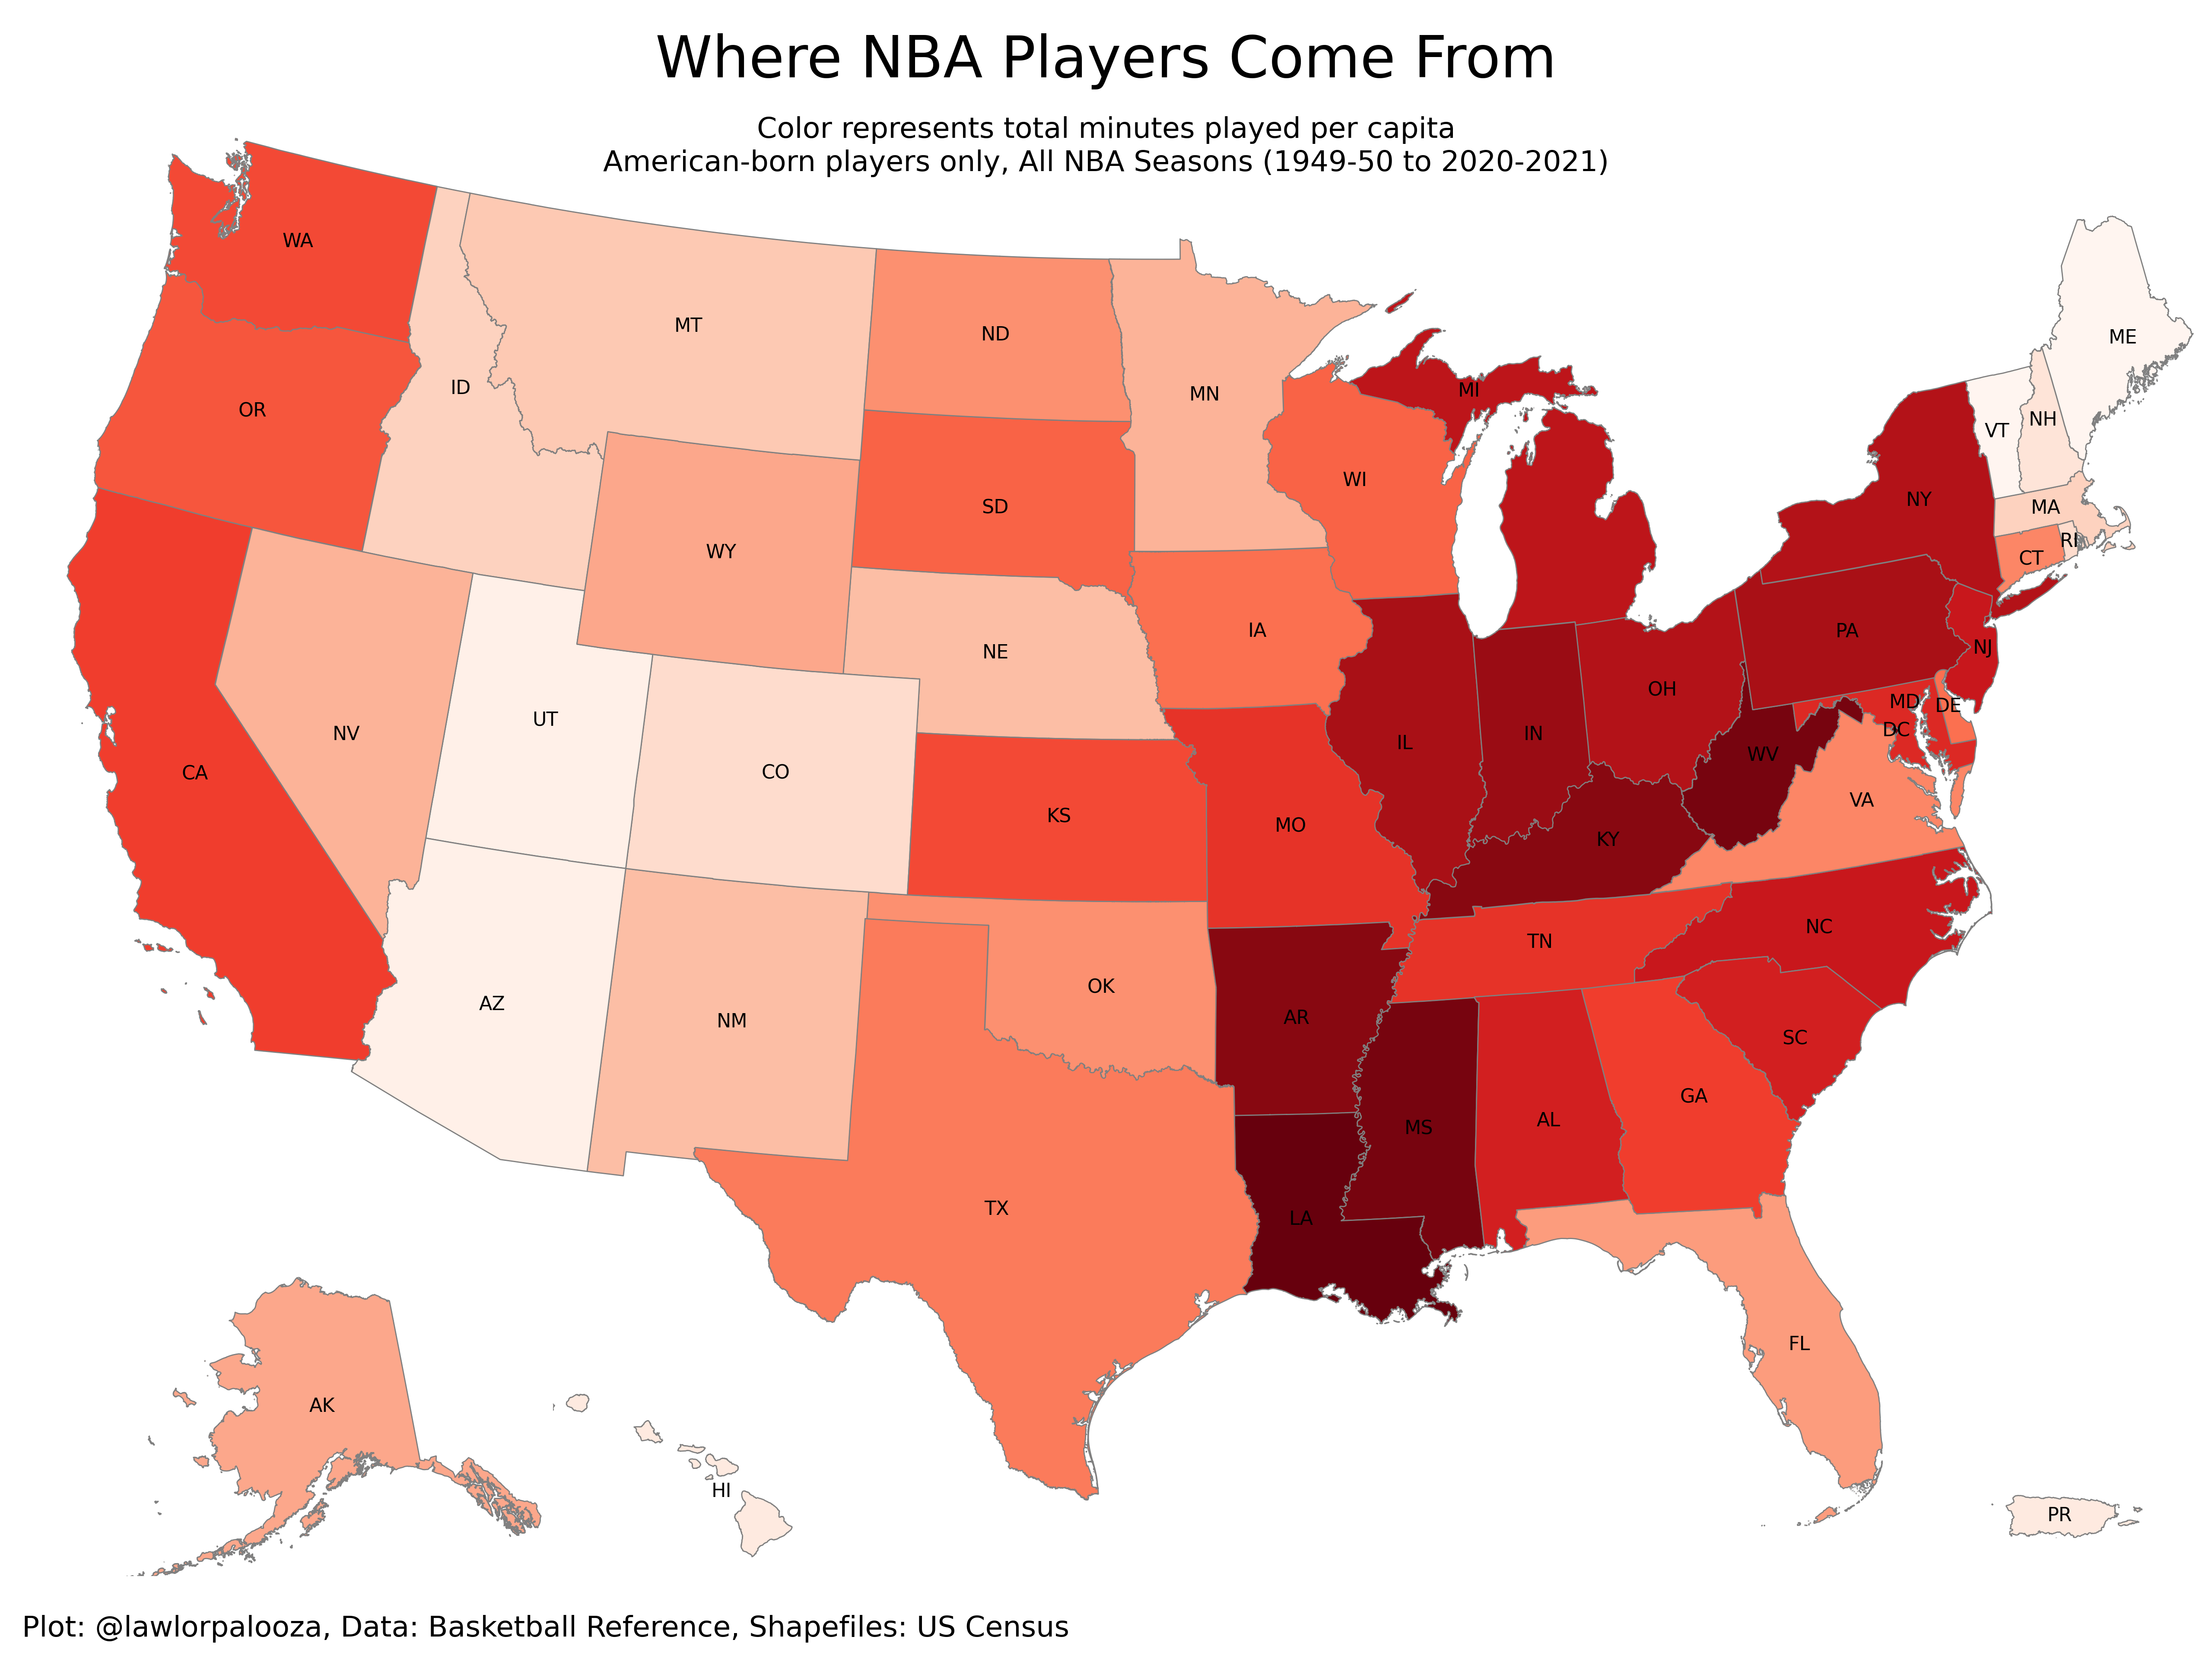 Where NBA Players Come From
Color represents total minutes played per capita
American-born players only, All NBA Seasons (1949-50 to 2020-2021)
WA
MT
ND
ME
OR
ID
MN
MI
VT
NH
WI
NY
MA
SD
RI
CT
WY
IA
PA
NE
NJ
UT
OH
MD
DE
NV
IL
IN
DC
WV
CA
CO
KS
MO
KY
VA
TN
NC
OK
AZ
NM
AR
SC
GA
MS
AL
TX
LA
FL
AK
HI
PR
Plot: @lawlorpalooza, Data: Basketball Reference, Shapefiles: US Census